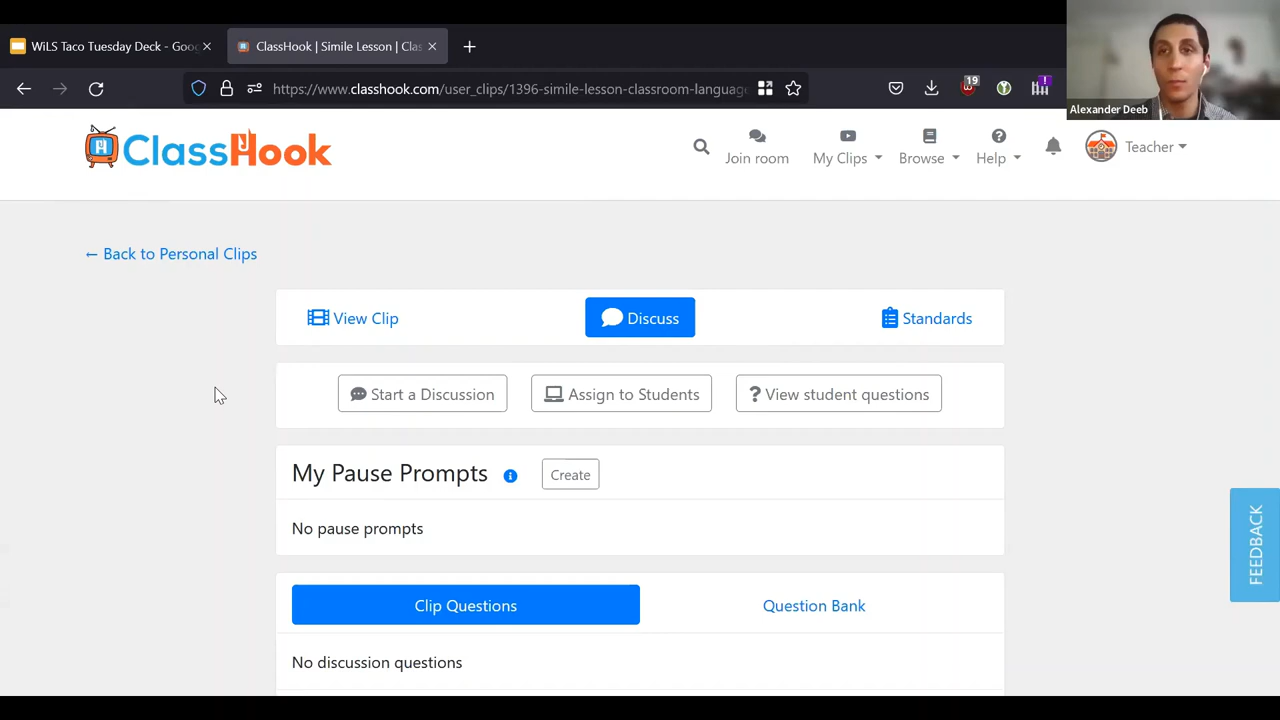 WiLS Taco Tuesday Deck - Goo
ClassHook | Simile Lesson | Clas
https://www.classhook.com/user_clips/1396-simile-lesson-classroom-language
19
Alexander Deeb
ClassHook
Join room
My Clips
Browse
Help
Teacher
← Back to Personal Clips
View Clip
Discuss
Standards
Start a Discussion
Assign to Students
View student questions
My Pause Prompts
Create
No pause prompts
Clip Questions
Question Bank
No discussion questions
FEEDBACK